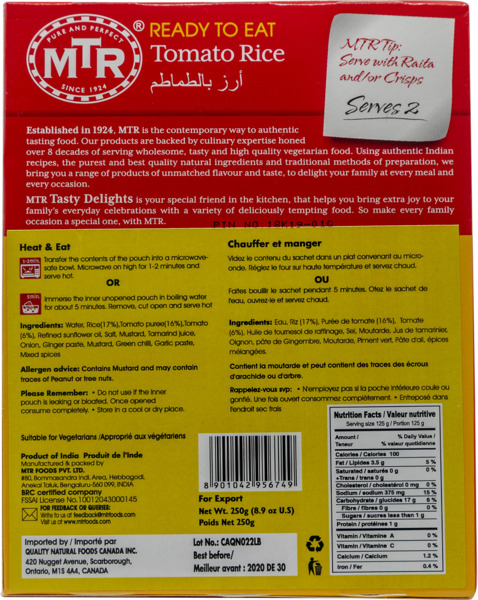 PURE AND PERFECT
MTR
SINCE 1924
READY TO EAT
Tomato Rice
أرز بالطماطم
MTR Tip:
Serve with Raita
and/or Crisps
Serves 2
Established in 1924, MTR is the contemporary way to authentic
tasting food. Our products are backed by culinary expertise honed
over 8 decades of serving wholesome, tasty and high quality vegetarian food. Using authentic Indian
recipes, the purest and best quality natural ingredients and traditional methods of preparation, we
bring you a range of products of unmatched flavour and taste, to delight your family at every meal and
every occasion.
MTR Tasty Delights is your special friend in the kitchen, that helps you bring extra joy to your
family's everyday celebrations with a variety of deliciously tempting food. So make every family
occasion a special one, with MTR.
Heat & Eat
Transfer the contents of the pouch into a microwave-
safe bowl. Microwave on high for 1-2 minutes and
serve hot.
OR
Immerse the inner unopened pouch in boiling water
for about 5 minutes. Remove, cut open and serve hot
Ingredients: Water, Rice(17%),Tomato puree(16%),Tomato
(6%), Refined sunflower oil, Salt, Mustard, Tamarind juice,
Onion, Ginger paste, Mustard, Green chilli, Garlic paste,
Mixed spices
Allergen advice: Contains Mustard and may contain
traces of Peanut or tree nuts.
Please Remember: • Do not use if the inner
pouch is leaking or bloated. Once opened
consume completely. • Store in a cool or dry place.
Suitable for Vegetarians /Approprié aux végétariens
Product of India Produit de l'Inde
Manufactured & packed by
MTR FOODS PVT. LTD.
#80, Bommasandra Indl. Area, Hebbagodi,
Anekal Taluk, Bengaluru-560 099, INDIA
BRC certified company
FSSAI License No. 10012043000145
FOR FEEDBACK OR QUERIES:
Write to us at feedback@mtrfoods.com
Visit us at www.mtrfoods.com
Imported by / Importé par
QUALITY NATURAL FOODS CANADA INC.
420 Nugget Avenue, Scarborough,
Ontario, M1S 4A4, CANADA
Chauffer et manger
Videz le contenu du sachet dans un plat convenant au micro-
onde. Réglez le four sur haute température et servez chaud.
OU
Faites bouillir le sachet pendant 5 minutes. Otez le sachet de
l'eau, ouvrez-le et servez chaud.
Ingredients: Eau, Riz (17%), Purée de tomate (16%), Tomate
(6%), Huile de tournesol de raffinage, Sel, Moutarde, Jus de tamarinier,
Oignon, pâte de Gingembre, Moutarde, Piment vert, Pâte d'ail, épices
mélangées.
Contient la moutarde et peut contient des traces des écrous
d'arachide ou d'arbre.
Rappelez-vous svp: • N'employez pas si la poche intérieure coule ou
gonflé. Une fois ouvert consommez complètement. • Entreposé dans
l'endroit sec frais
8901042956749
For Export
Net Wt. 250g (8.9 oz U.S)
Poids Net 250g
Lot No.: CAQN022LB
Best before/
Meilleur avant : 2020 DE 30
Nutrition Facts / Valeur nutritive
Serving size 125 g / Portion 125 g
Amount / Teneur % Daily Value / % valeur quotidienne
Calories / Calories 100
Fat / Lipides 3.5 g 5 %
Saturated / saturés 0 g 0 %
+Trans / trans 0 g
Cholesterol / cholestérol 0 mg 0 %
Sodium / sodium 375 mg 15 %
Carbohydrate / glucides 17 g 6 %
Fibre / fibres 0 g 0 %
Sugars / sucres less than 1 g
Protein / protéines 1 g
Vitamin / Vitamine A 0 %
Vitamin / Vitamine C 0 %
Calcium / Calcium 1.2 %
Iron / Fer 0.4 %